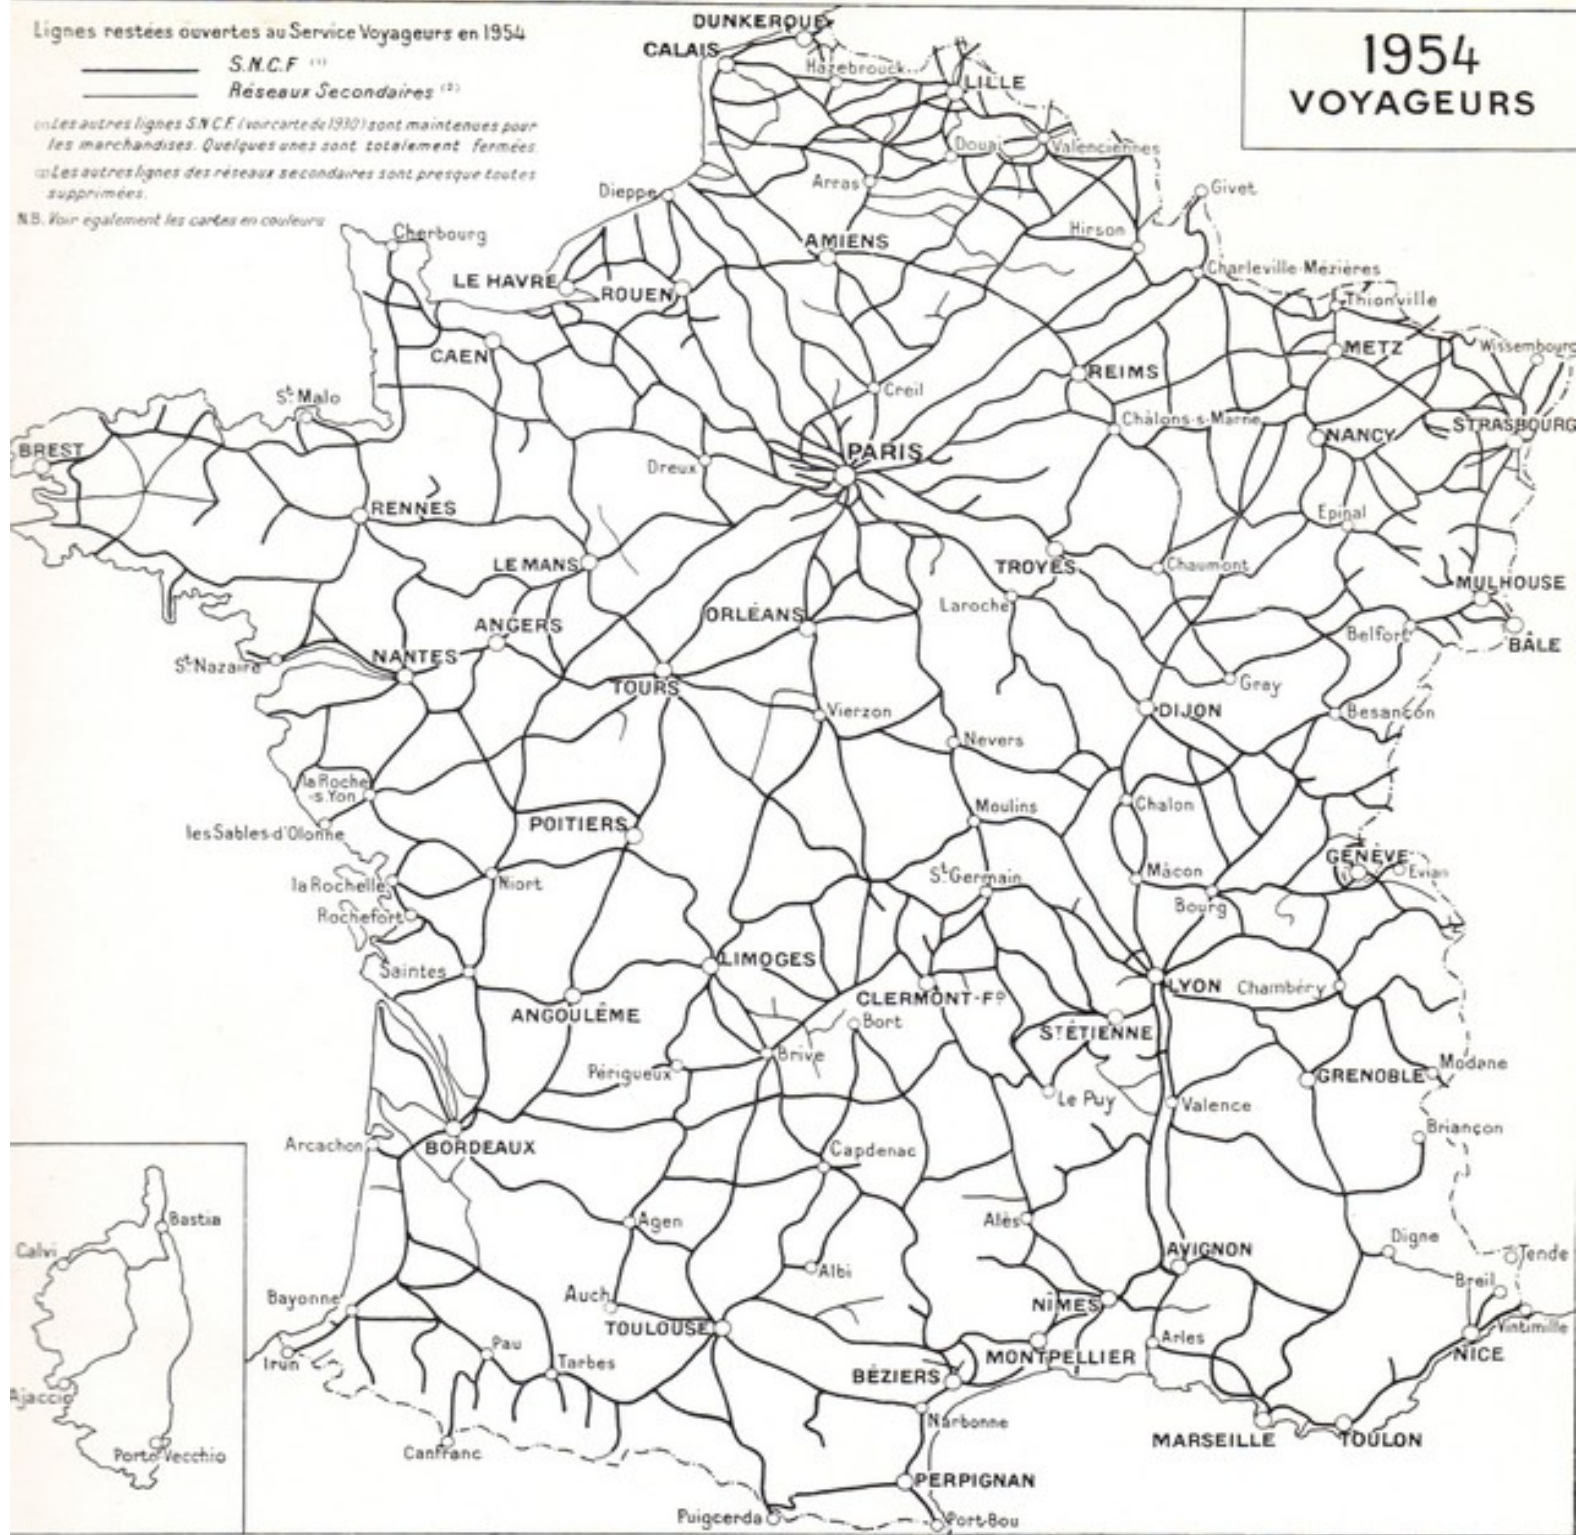 Lignes restées ouvertes au Service Voyageurs en 1954
S.N.C.F (1)
Réseaux Secondaires (2)
(1) Les autres lignes S.N.C.F. (voir carte de 1930) sont maintenues pour
les marchandises. Quelques unes sont totalement fermées.
(2) Les autres lignes des réseaux secondaires sont presque toutes
supprimées.
N.B. Voir également les cartes en couleurs
1954
VOYAGEURS
DUNKERQUE
CALAIS
Hazebrouck
LILLE
Douai
Valenciennes
Arras
Dieppe
Givet
Cherbourg
AMIENS
Hirson
LE HAVRE
ROUEN
Charleville-Mézières
Thionville
CAEN
METZ
Wissembourg
REIMS
Creil
St Malo
Châlons-s-Marne
NANCY
STRASBOURG
BREST
PARIS
Dreux
RENNES
Epinal
LE MANS
TROYES
Chaumont
MULHOUSE
Laroche
ORLÉANS
ANGERS
Belfort
BÂLE
St Nazaire
NANTES
TOURS
Gray
Vierzon
DIJON
Besancon
Nevers
la Roche
-s.Yon
Moulins
Chalon
les Sables-d'Olonne
POITIERS
GENÈVE
Evian
la Rochelle
Niort
St Germain
Mâcon
Bourg
Rochefort
Saintes
LIMOGES
LYON
Chambéry
CLERMONT-Fd
ANGOULÊME
Bort
St ÉTIENNE
Brive
Périgueux
GRENOBLE
Modane
Le Puy
Valence
Briançon
Arcachon
BORDEAUX
Capdenac
Bastia
Agen
Alès
Calvi
AVIGNON
Digne
Tende
Albi
Breil
Auch
Bayonne
NÎMES
TOULOUSE
Vintimille
Arles
NICE
Irun
Pau
Tarbes
MONTPELLIER
BÉZIERS
Ajaccio
Narbonne
Porto-Vecchio
Canfranc
MARSEILLE
TOULON
PERPIGNAN
Puigcerda
Port-Bou